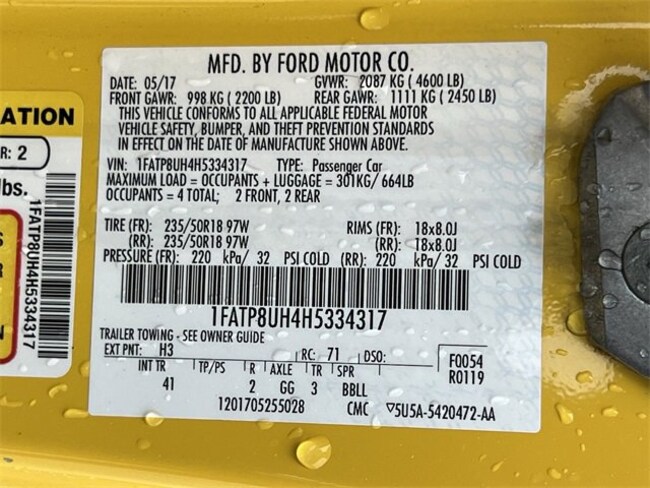 MFD. BY FORD MOTOR CO.
DATE: 05/17 GVWR: 2087 KG ( 4600 LB)
FRONT GAWR: 998 KG ( 2200 LB) REAR GAWR: 1111 KG ( 2450 LB)
THIS VEHICLE CONFORMS TO ALL APPLICABLE FEDERAL MOTOR
VEHICLE SAFETY, BUMPER, AND THEFT PREVENTION STANDARDS
IN EFFECT ON THE DATE OF MANUFACTURE SHOWN ABOVE.
VIN: 1FATP8UH4H5334317 TYPE: Passenger Car
MAXIMUM LOAD = OCCUPANTS + LUGGAGE = 301KG/ 664LB
OCCUPANTS = 4 TOTAL; 2 FRONT, 2 REAR
TIRE (FR): 235/50R18 97W RIMS (FR): 18x8.0J
(RR): 235/50R18 97W (RR): 18x8.0J
PRESSURE (FR): 220 kPa/ 32 PSI COLD (RR): 220 kPa/ 32 PSI COLD
1FATP8UH4H5334317
TRAILER TOWING - SEE OWNER GUIDE
EXT PNT: H3 RC: 71 DSO:
F0054
R0119
INT TR TP/PS R AXLE TR SPR
41 2 GG 3 BBLL
1201705255028 CMC ▽5U5A-5420472-AA
ATION
R: 2
lbs.
S
R
N
1FATP8UH4H5334317